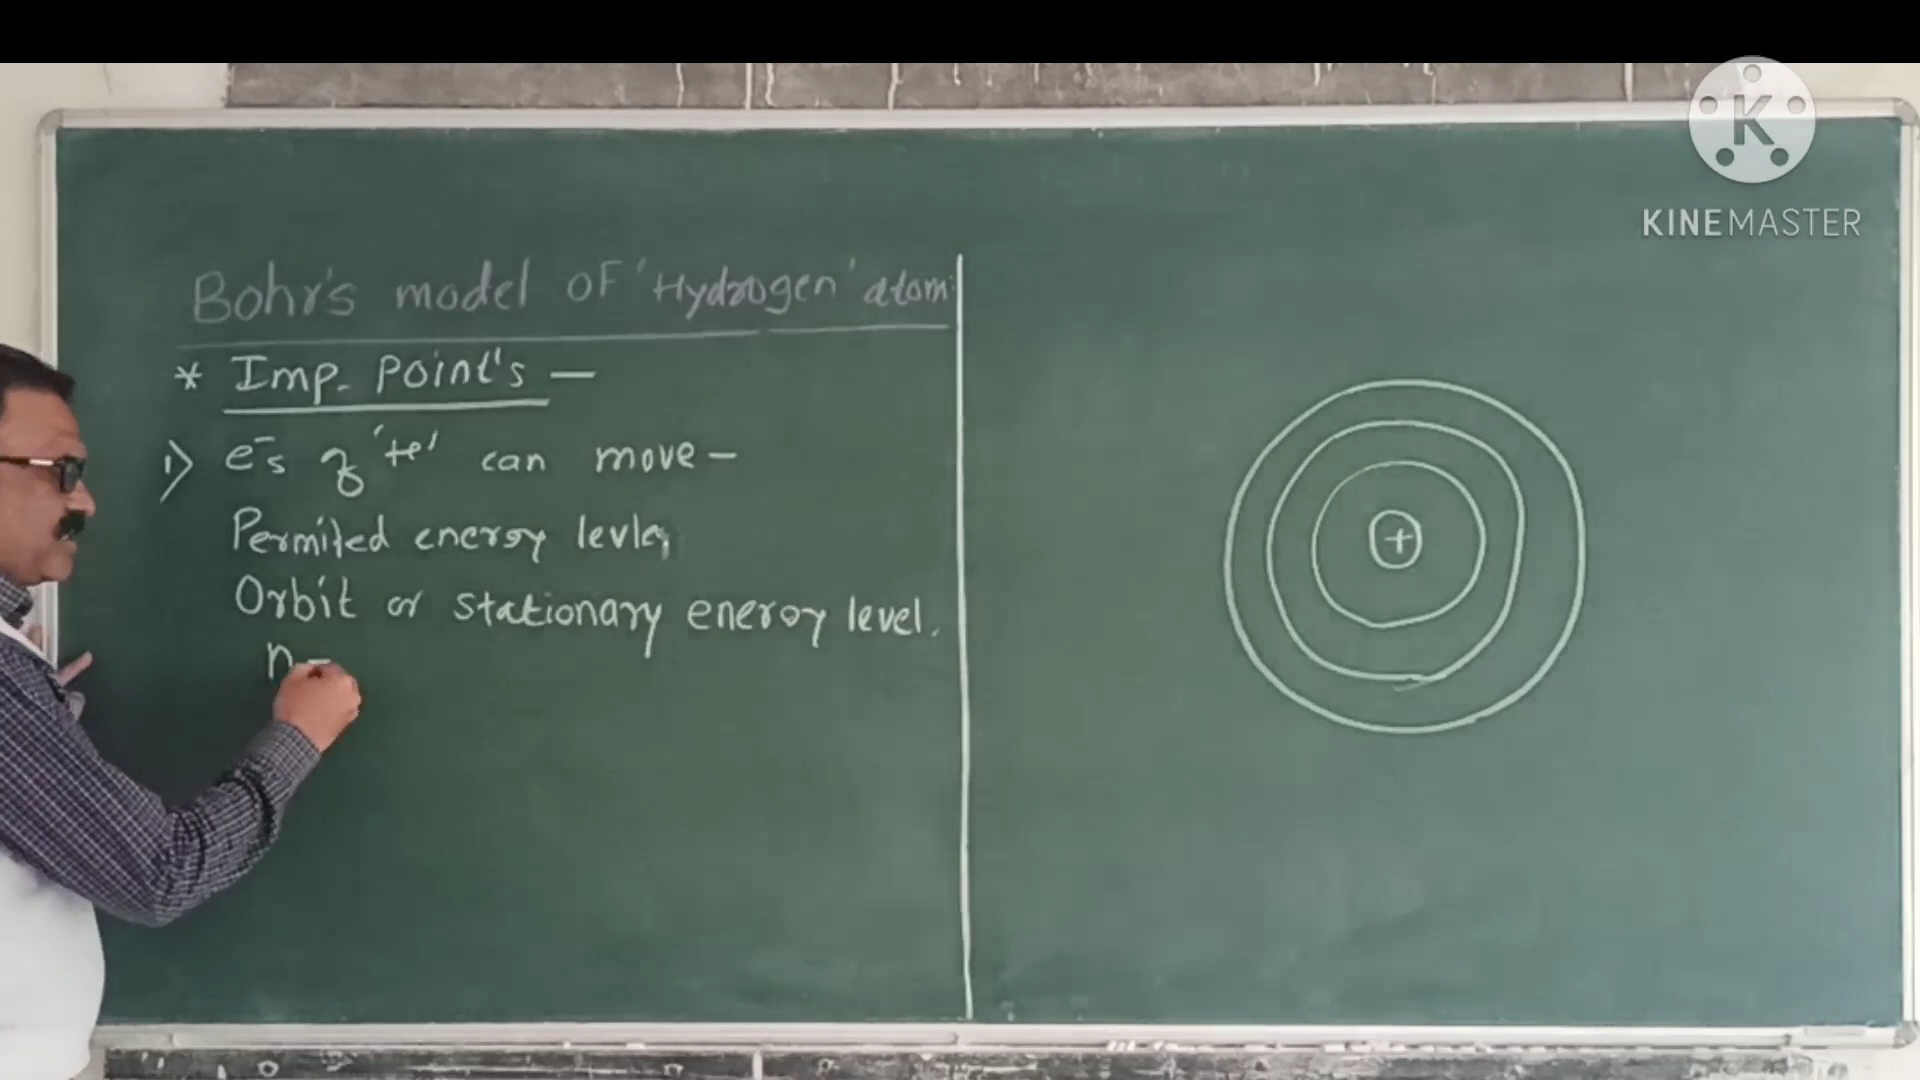 KINEMASTER
Bohr's model of 'Hydrogen' atom
* Imp. Point's —
1) e⁻s of 'H' can move —
Permited energy levle,
Orbit or stationary energy level.
n -
+